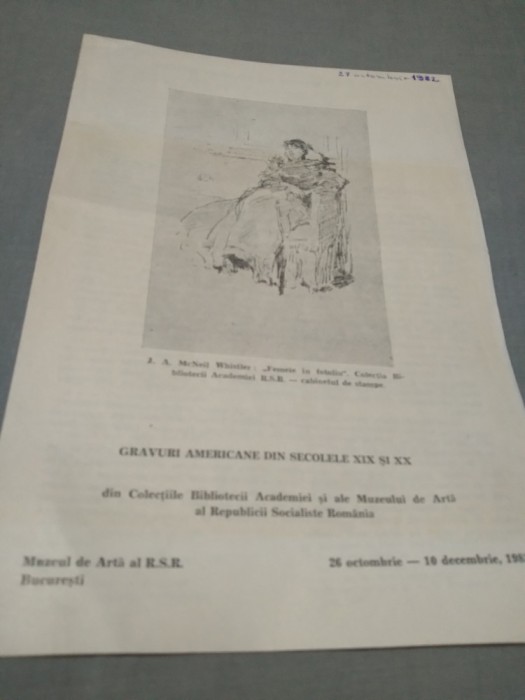 27 octombrie 1982
J. A. McNeil Whistler : „Femeie în fotoliu". Colecția Bi-
bliotecii Academiei R.S.R. — cabinetul de stampe.
GRAVURI AMERICANE DIN SECOLELE XIX ȘI XX
din Colecțiile Bibliotecii Academiei și ale Muzeului de Artă
al Republicii Socialiste România
Muzeul de Artă al R.S.R.
București
26 octombrie — 10 decembrie, 198